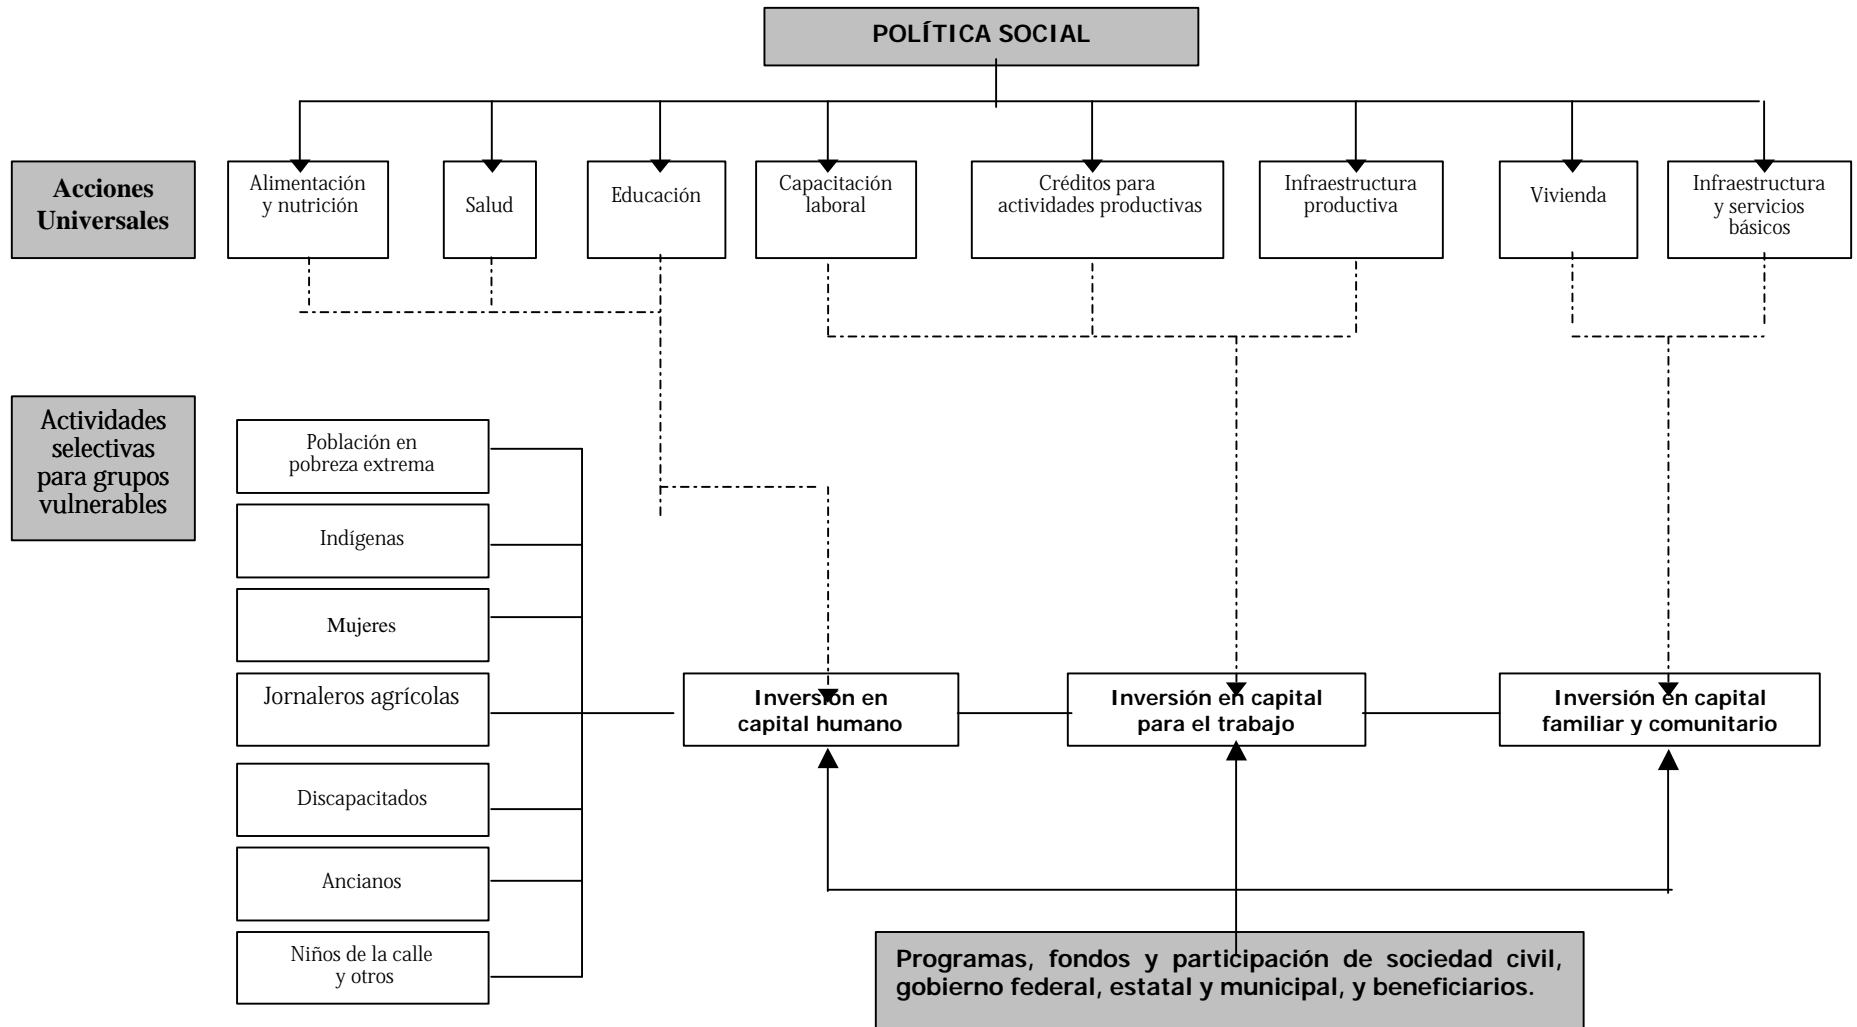 POLÍTICA SOCIAL
Acciones
Universales
Alimentación
y nutrición
Salud
Educación
Capacitación
laboral
Créditos para
actividades productivas
Infraestructura
productiva
Vivienda
Infraestructura
y servicios
básicos
Actividades
selectivas
para grupos
vulnerables
Población en
pobreza extrema
Indígenas
Mujeres
Jornaleros agrícolas
Discapacitados
Ancianos
Niños de la calle
y otros
Inversión en
capital humano
Inversión en capital
para el trabajo
Inversión en capital
familiar y comunitario
Programas, fondos y participación de sociedad civil,
gobierno federal, estatal y municipal, y beneficiarios.